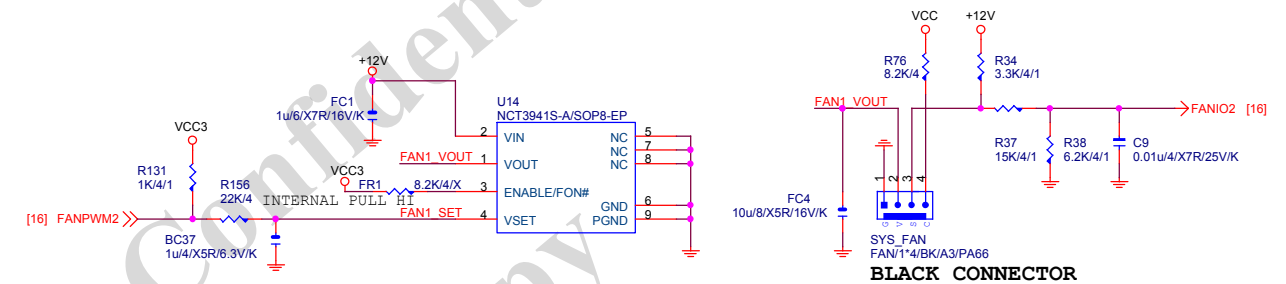 VCC
+12V
+12V
R76
8.2K/4
R34
3.3K/4/1
FC1
1u/6/X7R/16V/K
U14
NCT3941S-A/SOP8-EP
FAN1_VOUT
FANIO2 [16]
VCC3
2
VIN
NC
5
NC
7
FAN1_VOUT
1
VOUT
NC
8
R37
15K/4/1
R38
6.2K/4/1
C9
0.01u/4/X7R/25V/K
R131
1K/4/1
VCC3
R156
22K/4
FR1
8.2K/4/X
3
ENABLE/FON#
INTERNAL PULL HI
1
2
3
4
FC4
10u/8/X5R/16V/K
GND
6
[16] FANPWM2
FAN1_SET
4
VSET
PGND
9
G
V
S
C
BC37
1u/4/X5R/6.3V/K
SYS_FAN
FAN/1*4/BK/A3/PA66
BLACK CONNECTOR
Confident
opy